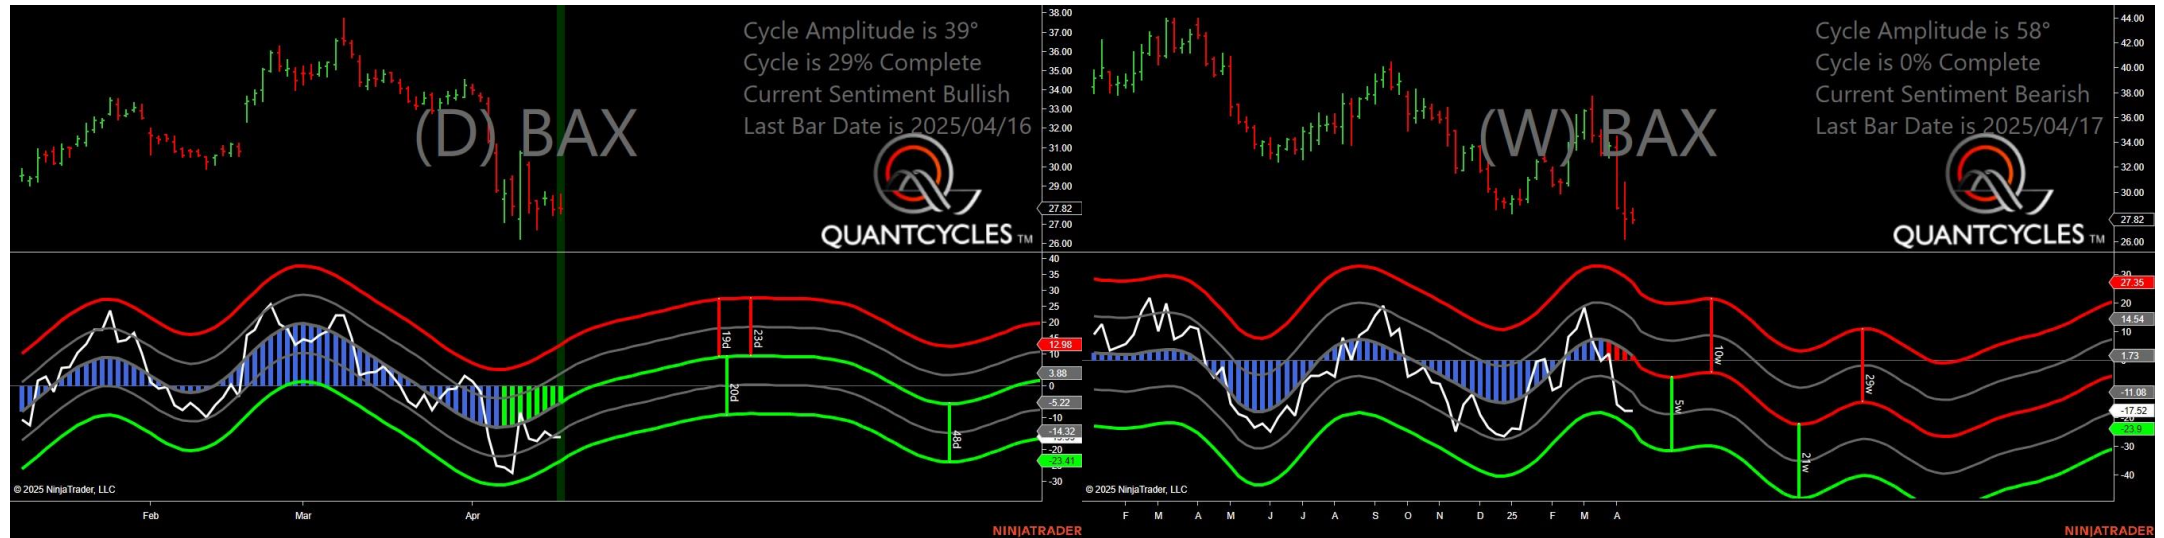 Cycle Amplitude is 39°
Cycle is 29% Complete
Current Sentiment Bullish
Last Bar Date is 2025/04/16
(D) BAX
QUANTCYCLES TM
38.00
37.00
36.00
35.00
34.00
33.00
32.00
31.00
30.00
29.00
27.82
27.00
26.00
40
35
30
25
20
12.98
10
3.88
0
-5.22
-10
-14.32
-20
-23.41
-30
19d
23d
20d
48d
© 2025 NinjaTrader, LLC
Feb
Mar
Apr
NINJATRADER
Cycle Amplitude is 58°
Cycle is 0% Complete
Current Sentiment Bearish
Last Bar Date is 2025/04/17
(W) BAX
QUANTCYCLES TM
44.00
42.00
40.00
38.00
36.00
34.00
32.00
30.00
27.82
26.00
27.35
20
14.54
10
1.73
-11.08
-17.52
-23.9
-30
-40
10w
29w
5w
21w
© 2025 NinjaTrader, LLC
F
M
A
M
J
J
A
S
O
N
D
25
F
M
A
NINJATRADER